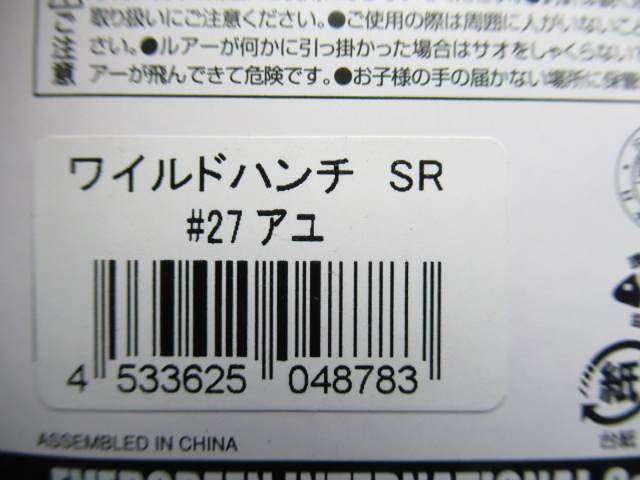 ご注意
取り扱いにご注意ください。●ご使用の際は周囲に人がいないこ
さい。●ルアーが何かに引っ掛かった場合はサオをしゃくらない
アーが飛んできて危険です。●お子様の手の届かない場所に保管
ワイルドハンチ SR
#27 アユ
4 533625 048783
ASSEMBLED IN CHINA
台紙
EVERGREEN INTERNATIONAL